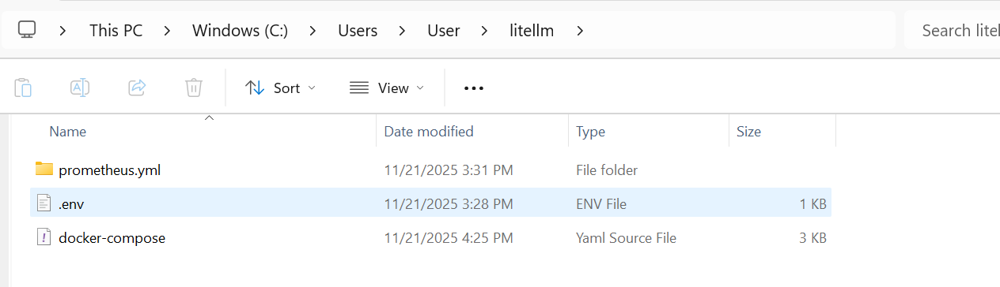 This PC > Windows (C:) > Users > User > litellm > Search litel
Sort View
Name Date modified Type Size
prometheus.yml 11/21/2025 3:31 PM File folder
.env 11/21/2025 3:28 PM ENV File 1 KB
docker-compose 11/21/2025 4:25 PM Yaml Source File 3 KB